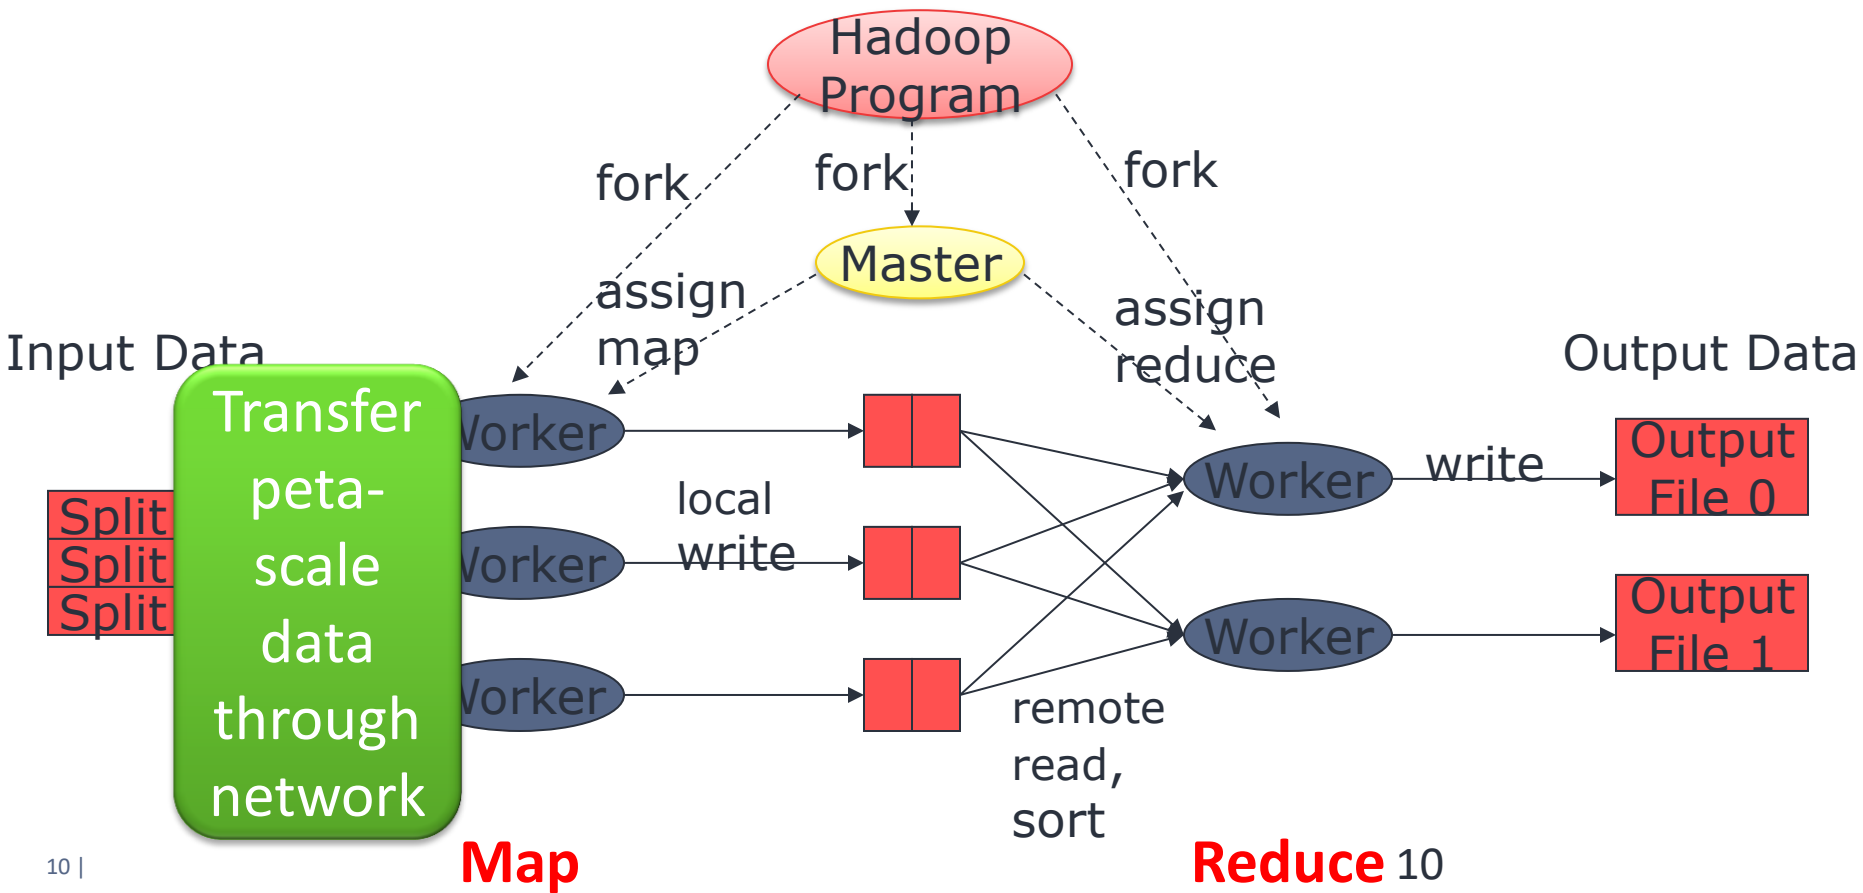 Hadoop
Program
fork
fork
fork
Master
assign
map
assign
reduce
Input Data
Output Data
Transfer
peta-
scale
data
through
network
Split
Split
Split
Worker
Worker
Worker
local
write
Worker
Worker
write
Output
File 0
Output
File 1
remote
read,
sort
Map
Reduce
10
10 |